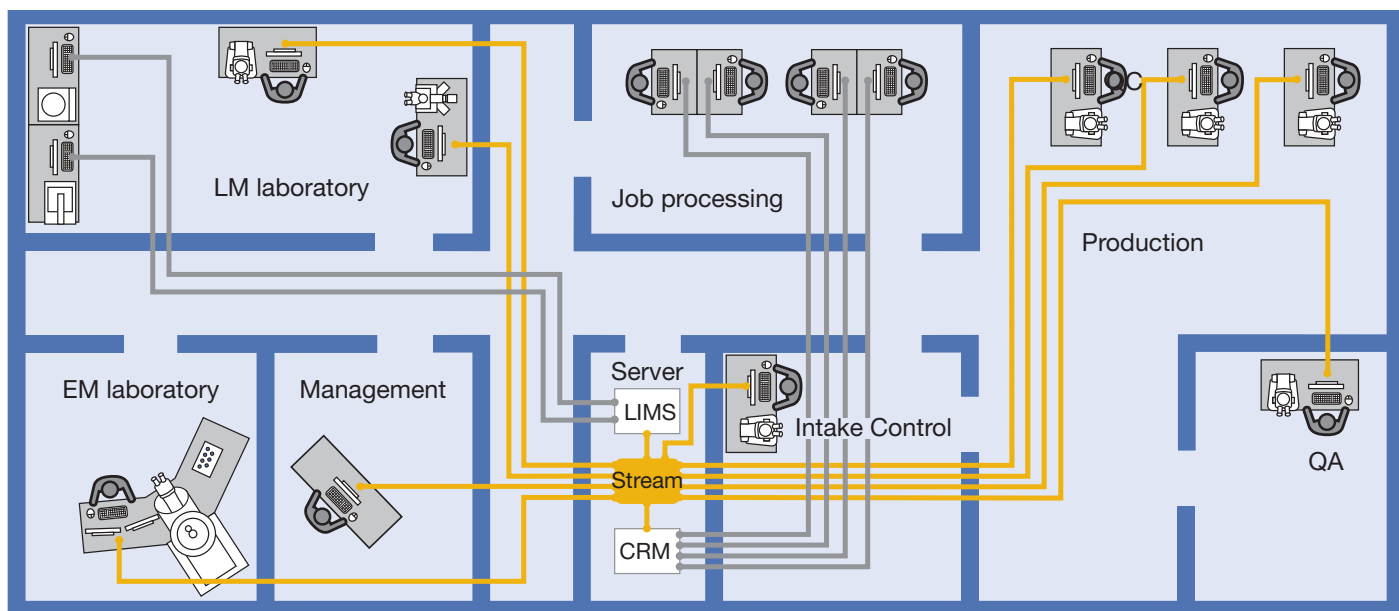 LM laboratory
Job processing
Production
EM laboratory
Management
Server
LIMS
Intake Control
Stream
QA
CRM